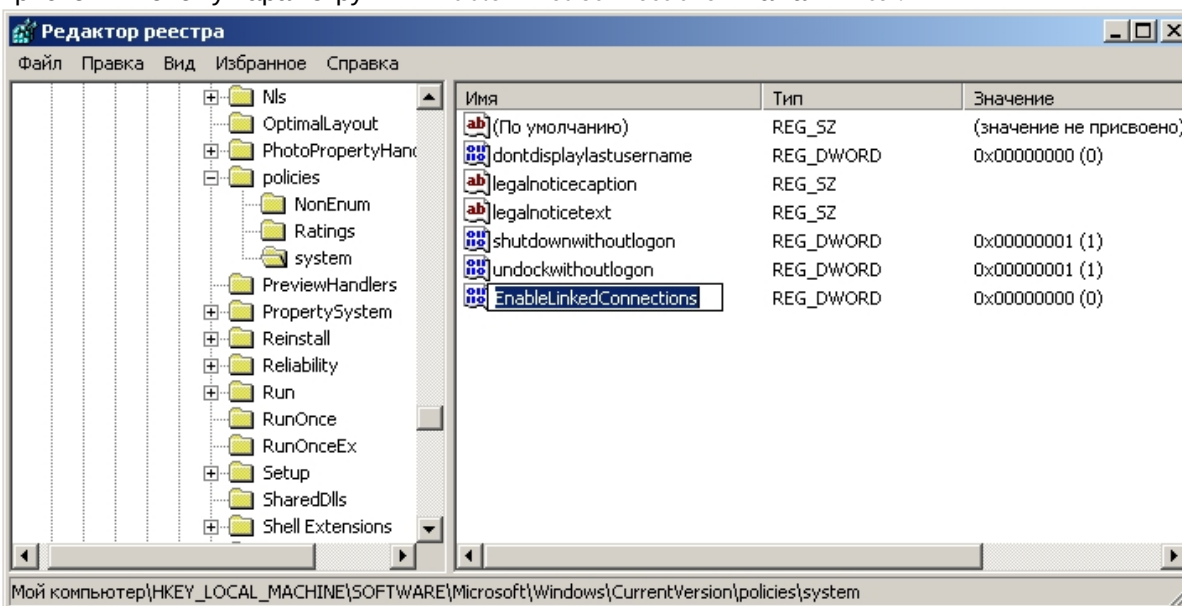 Редактор реестра
Файл Правка Вид Избранное Справка
Nls
OptimalLayout
PhotoPropertyHand
policies
NonEnum
Ratings
system
PreviewHandlers
PropertySystem
Reinstall
Reliability
Run
RunOnce
RunOnceEx
Setup
SharedDlls
Shell Extensions
Имя Тип Значение
(По умолчанию) REG_SZ (значение не присвоено)
dontdisplaylastusername REG_DWORD 0x00000000 (0)
legalnoticecaption REG_SZ
legalnoticetext REG_SZ
shutdownwithoutlogon REG_DWORD 0x00000001 (1)
undockwithoutlogon REG_DWORD 0x00000001 (1)
EnableLinkedConnections REG_DWORD 0x00000000 (0)
Мой компьютер\HKEY_LOCAL_MACHINE\SOFTWARE\Microsoft\Windows\CurrentVersion\policies\system